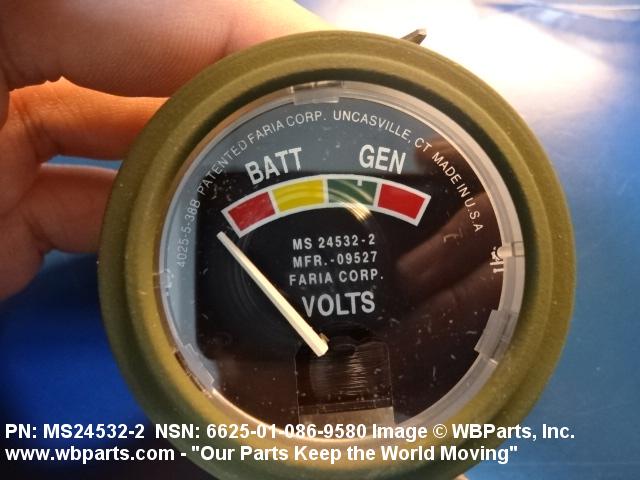 4025-5-38B PATENTED FARIA CORP. UNCASVILLE, CT MADE IN U.S.A
BATT GEN
MS 24532-2
MFR.-09527
FARIA CORP.
VOLTS
PN: MS24532-2 NSN: 6625-01-086-9580 Image © WBParts, Inc.
www.wbparts.com - "Our Parts Keep the World Moving"